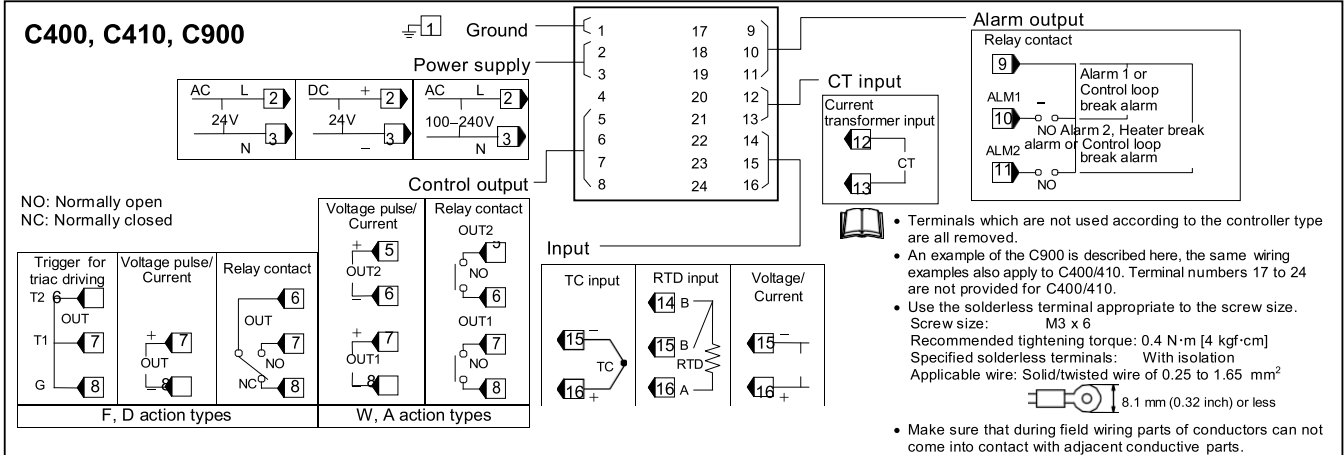 C400, C410, C900
1 Ground
Power supply
AC L 2
24V
N 3
DC + 2
24V
– 3
AC L 2
100–240V
N 3
Control output
1 17 9
2 18 10
3 19 11
4 20 12
5 21 13
6 22 14
7 23 15
8 24 16
Alarm output
Relay contact
9
ALM1
10
NO
ALM2
11
NO
Alarm 1 or
Control loop
break alarm
Alarm 2, Heater break
alarm or Control loop
break alarm
CT input
Current
transformer input
12
CT
13
NO: Normally open
NC: Normally closed
Trigger for
triac driving
T2 6
OUT
T1 7
G 8
Voltage pulse/
Current
+ 7
OUT
– 8
Relay contact
6
OUT
7
NO
NC 8
F, D action types
Voltage pulse/
Current
+ 5
OUT2
– 6
+ 7
OUT1
– 8
Relay contact
OUT2
5
NO
6
OUT1
7
NO
8
W, A action types
Input
TC input
15 –
TC
16 +
RTD input
14 B
15 B
RTD
16 A
Voltage/
Current
15 –
16 +
• Terminals which are not used according to the controller type
are all removed.
• An example of the C900 is described here, the same wiring
examples also apply to C400/410. Terminal numbers 17 to 24
are not provided for C400/410.
• Use the solderless terminal appropriate to the screw size.
Screw size: M3 x 6
Recommended tightening torque: 0.4 N·m [4 kgf·cm]
Specified solderless terminals: With isolation
Applicable wire: Solid/twisted wire of 0.25 to 1.65 mm²
8.1 mm (0.32 inch) or less
• Make sure that during field wiring parts of conductors can not
come into contact with adjacent conductive parts.